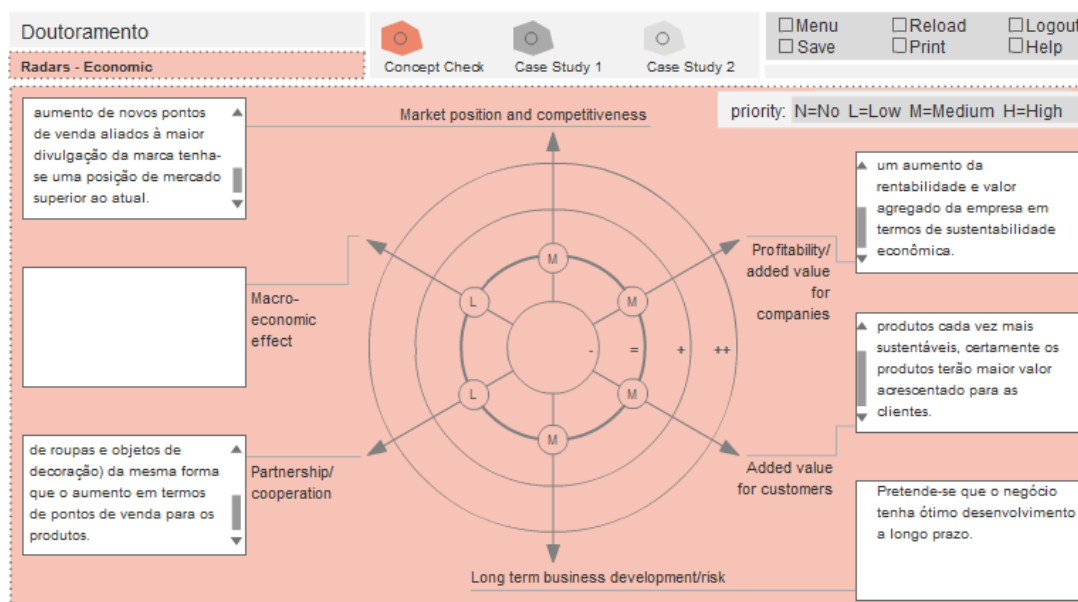 Doutoramento
Radars - Economic
Concept Check
Case Study 1
Case Study 2
Menu
Reload
Logout
Save
Print
Help
priority: N=No L=Low M=Medium H=High
aumento de novos pontos
de venda aliados à maior
divulgação da marca tenha-
se uma posição de mercado
superior ao atual.
Market position and competitiveness
um aumento da
rentabilidade e valor
agregado da empresa em
termos de sustentabilidade
econômica.
Profitability/
added value
for
companies
Macro-
economic
effect
M
L
M
- = + ++
L
M
M
produtos cada vez mais
sustentáveis, certamente os
produtos terão maior valor
acrescentado para as
clientes.
Added value
for customers
de roupas e objetos de
decoração) da mesma forma
que o aumento em termos
de pontos de venda para os
produtos.
Partnership/
cooperation
Pretende-se que o negócio
tenha ótimo desenvolvimento
a longo prazo.
Long term business development/risk